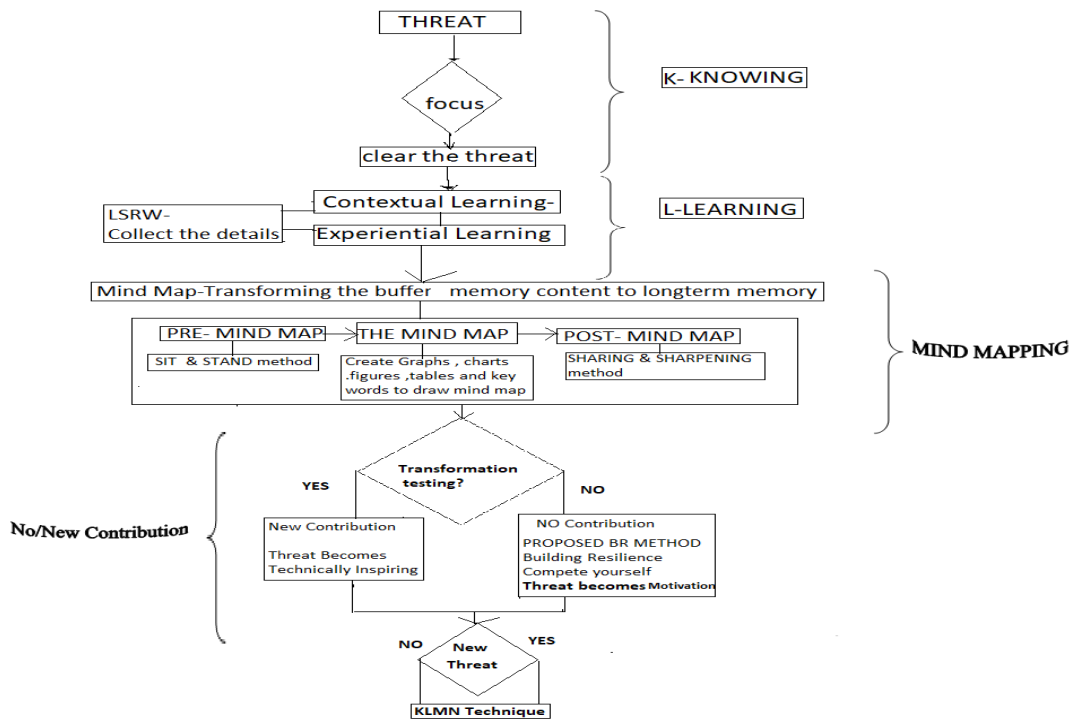 THREAT
K- KNOWING
focus
clear the threat
Contextual Learning-
LSRW-
Collect the details
L-LEARNING
Experiential Learning
Mind Map-Transforming the buffer memory content to longterm memory
PRE- MIND MAP
THE MIND MAP
POST- MIND MAP
MIND MAPPING
SIT & STAND method
Create Graphs , charts
.figures ,tables and key
words to draw mind map
SHARING & SHARPENING
method
Transformation
testing?
YES
NO
No/New Contribution
New Contribution
Threat Becomes
Technically Inspiring
NO Contribution
PROPOSED BR METHOD
Building Resilience
Compete yourself
Threat becomes Motivation
NO
YES
New
Threat
KLMN Technique